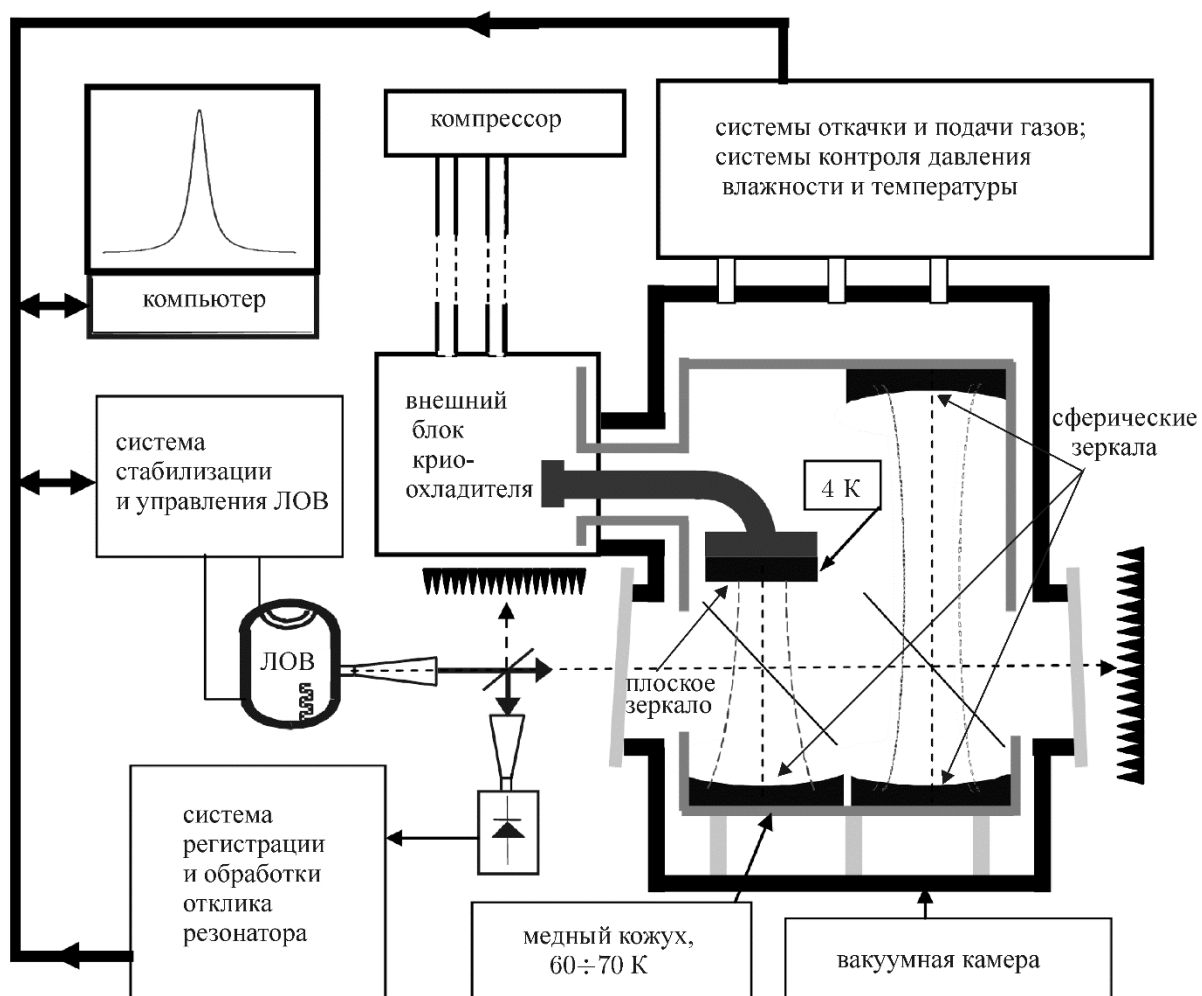 компрессор
системы откачки и подачи газов;
системы контроля давления
влажности и температуры
компьютер
внешний
блок
крио-
охладителя
сферические
зеркала
система
стабилизации
и управления ЛОВ
4 К
ЛОВ
плоское
зеркало
система
регистрации
и обработки
отклика
резонатора
медный кожух,
60÷70 К
вакуумная камера